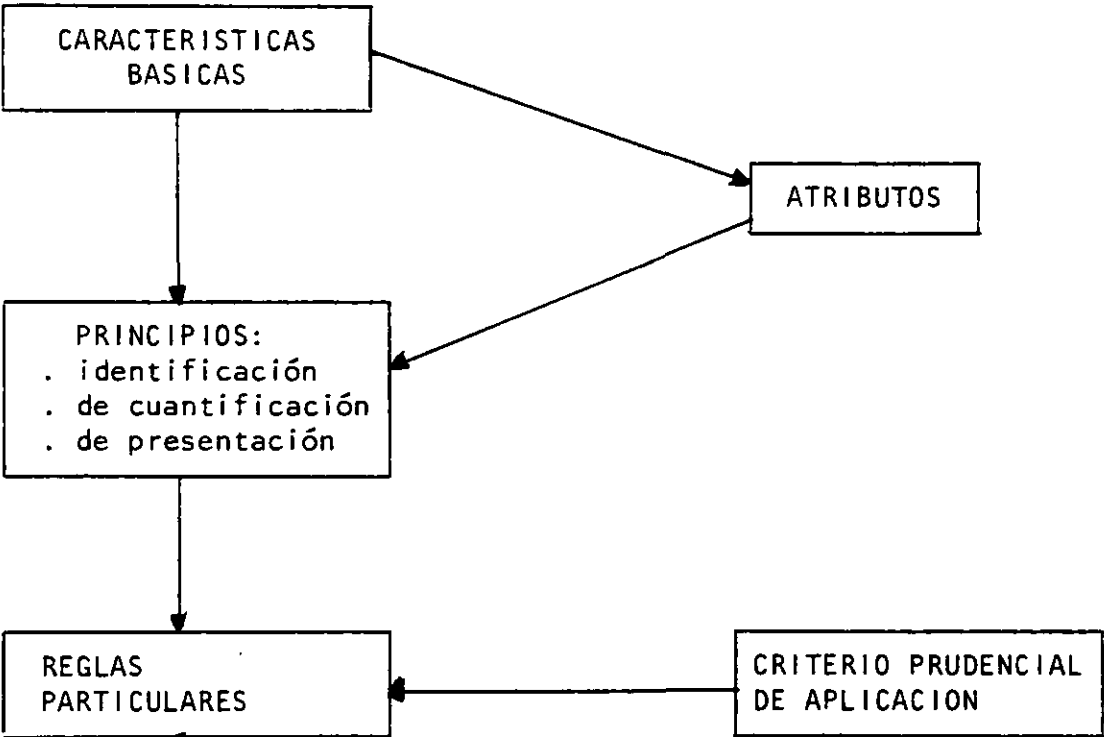 CARACTERISTICAS
BASICAS
ATRIBUTOS
PRINCIPIOS:
. identificación
. de cuantificación
. de presentación
REGLAS
PARTICULARES
CRITERIO PRUDENCIAL
DE APLICACION